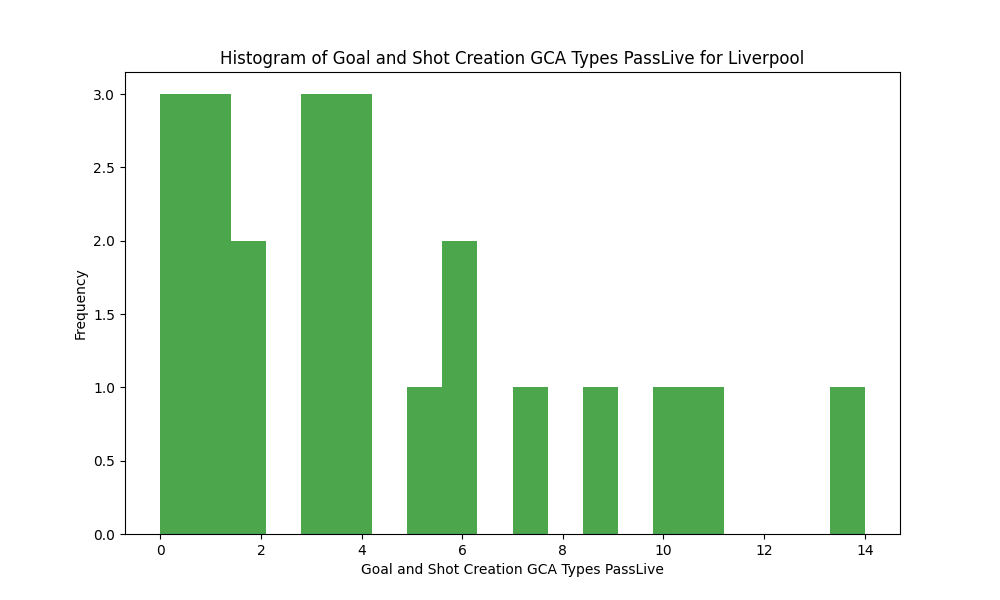 Histogram of Goal and Shot Creation GCA Types PassLive for Liverpool
3.0
2.5
2.0
1.5
1.0
0.5
0.0
Frequency
0 2 4 6 8 10 12 14
Goal and Shot Creation GCA Types PassLive